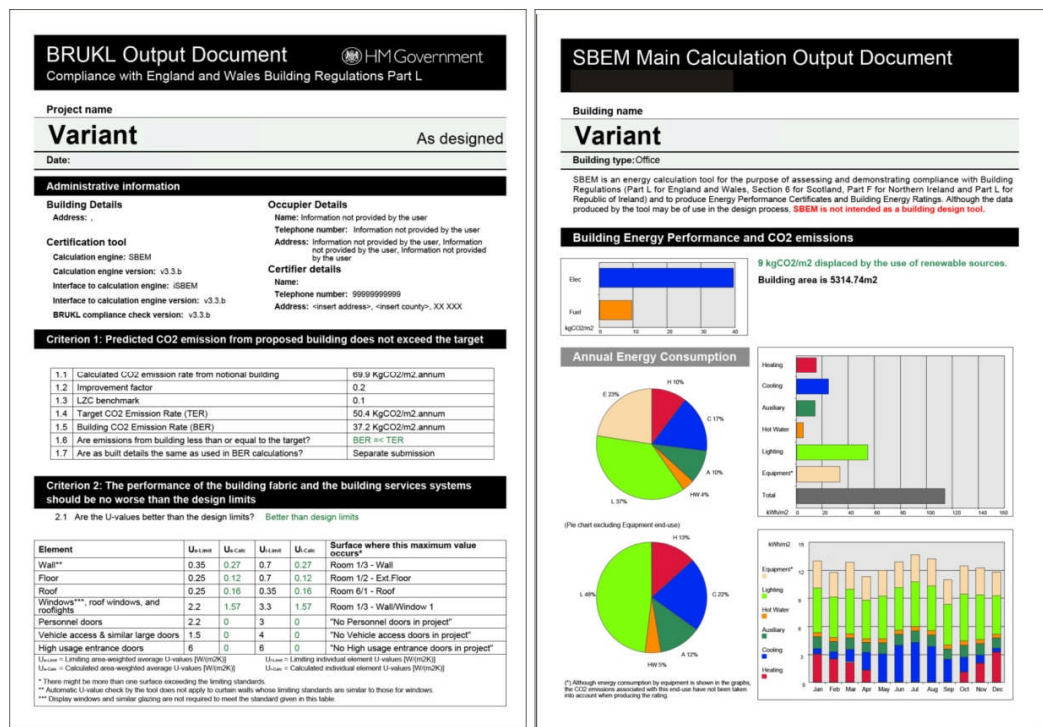 BRUKL Output Document
HM Government
Compliance with England and Wales Building Regulations Part L
Project name
Variant
As designed
Date:
Administrative information
Building Details
Address: ,
Certification tool
Calculation engine: SBEM
Calculation engine version: v3.3.b
Interface to calculation engine: iSBEM
Interface to calculation engine version: v3.3.b
BRUKL compliance check version: v3.3.b
Occupier Details
Name: Information not provided by the user
Telephone number: Information not provided by the user
Address: Information not provided by the user, Information
not provided by the user, Information not provided
by the user
Certifier details
Name:
Telephone number: 99999999999
Address: <insert address>, <insert county>, XX XXX
Criterion 1: Predicted CO2 emission from proposed building does not exceed the target
1.1 Calculated CO2 emission rate from notional building 69.9 KgCO2/m2.annum
1.2 Improvement factor 0.2
1.3 LZC benchmark 0.1
1.4 Target CO2 Emission Rate (TER) 50.4 KgCO2/m2.annum
1.5 Building CO2 Emission Rate (BER) 37.2 KgCO2/m2.annum
1.6 Are emissions from building less than or equal to the target? BER =< TER
1.7 Are as built details the same as used in BER calculations? Separate submission
Criterion 2: The performance of the building fabric and the building services systems
should be no worse than the design limits
2.1 Are the U-values better than the design limits? Better than design limits
Element Ua-Limit Ua-Calc Ui-Limit Ui-Calc Surface where this maximum value
occurs*
Wall** 0.35 0.27 0.7 0.27 Room 1/3 - Wall
Floor 0.25 0.12 0.7 0.12 Room 1/2 - Ext.Floor
Roof 0.25 0.16 0.35 0.16 Room 6/1 - Roof
Windows***, roof windows, and
rooflights 2.2 1.57 3.3 1.57 Room 1/3 - Wall/Window 1
Personnel doors 2.2 0 3 0 "No Personnel doors in project"
Vehicle access & similar large doors 1.5 0 4 0 "No Vehicle access doors in project"
High usage entrance doors 6 0 6 0 "No High usage entrance doors in project"
Ua-Limit = Limiting area-weighted average U-values [W/(m2K)] Ui-Limit = Limiting individual element U-values [W/(m2K)]
Ua-Calc = Calculated area-weighted average U-values [W/(m2K)] Ui-Calc = Calculated individual element U-values [W/(m2K)]
* There might be more than one surface exceeding the limiting standards.
** Automatic U-value check by the tool does not apply to certain walls whose limiting standards are similar to those for windows.
*** Display windows and similar glazing are not required to meet the standard given in this table.
SBEM Main Calculation Output Document
Building name
Variant
Building type:Office
SBEM is an energy calculation tool for the purpose of assessing and demonstrating compliance with Building
Regulations (Part L for England and Wales, Section 6 for Scotland, Part F for Northern Ireland and Part L for
Republic of Ireland) and to produce Energy Performance Certificates and Building Energy Ratings. Although the data
produced by the tool may be of use in the design process, SBEM is not intended as a building design tool.
Building Energy Performance and CO2 emissions
Elec
Fuel
kgCO2/m2 0 10 20 30 40
9 kgCO2/m2 displaced by the use of renewable sources.
Building area is 5314.74m2
Annual Energy Consumption
E 23%
H 10%
C 17%
A 10%
HW 4%
L 37%
Heating
Cooling
Auxiliary
Hot Water
Lighting
Equipment*
Total
kWh/m2 0 20 40 60 80 100 120 140 160
(Pie chart excluding Equipment end-use)
H 13%
C 22%
A 12%
HW 5%
L 49%
(*) Although energy consumption by equipment is shown in the graphs,
the CO2 emissions associated with this end-use have not been taken
into account when producing the rating.
kWh/m2
15
12
9
6
3
0
Equipment*
Lighting
Hot Water
Auxiliary
Cooling
Heating
Jan Feb Mar Apr May Jun Jul Aug Sep Oct Nov Dec